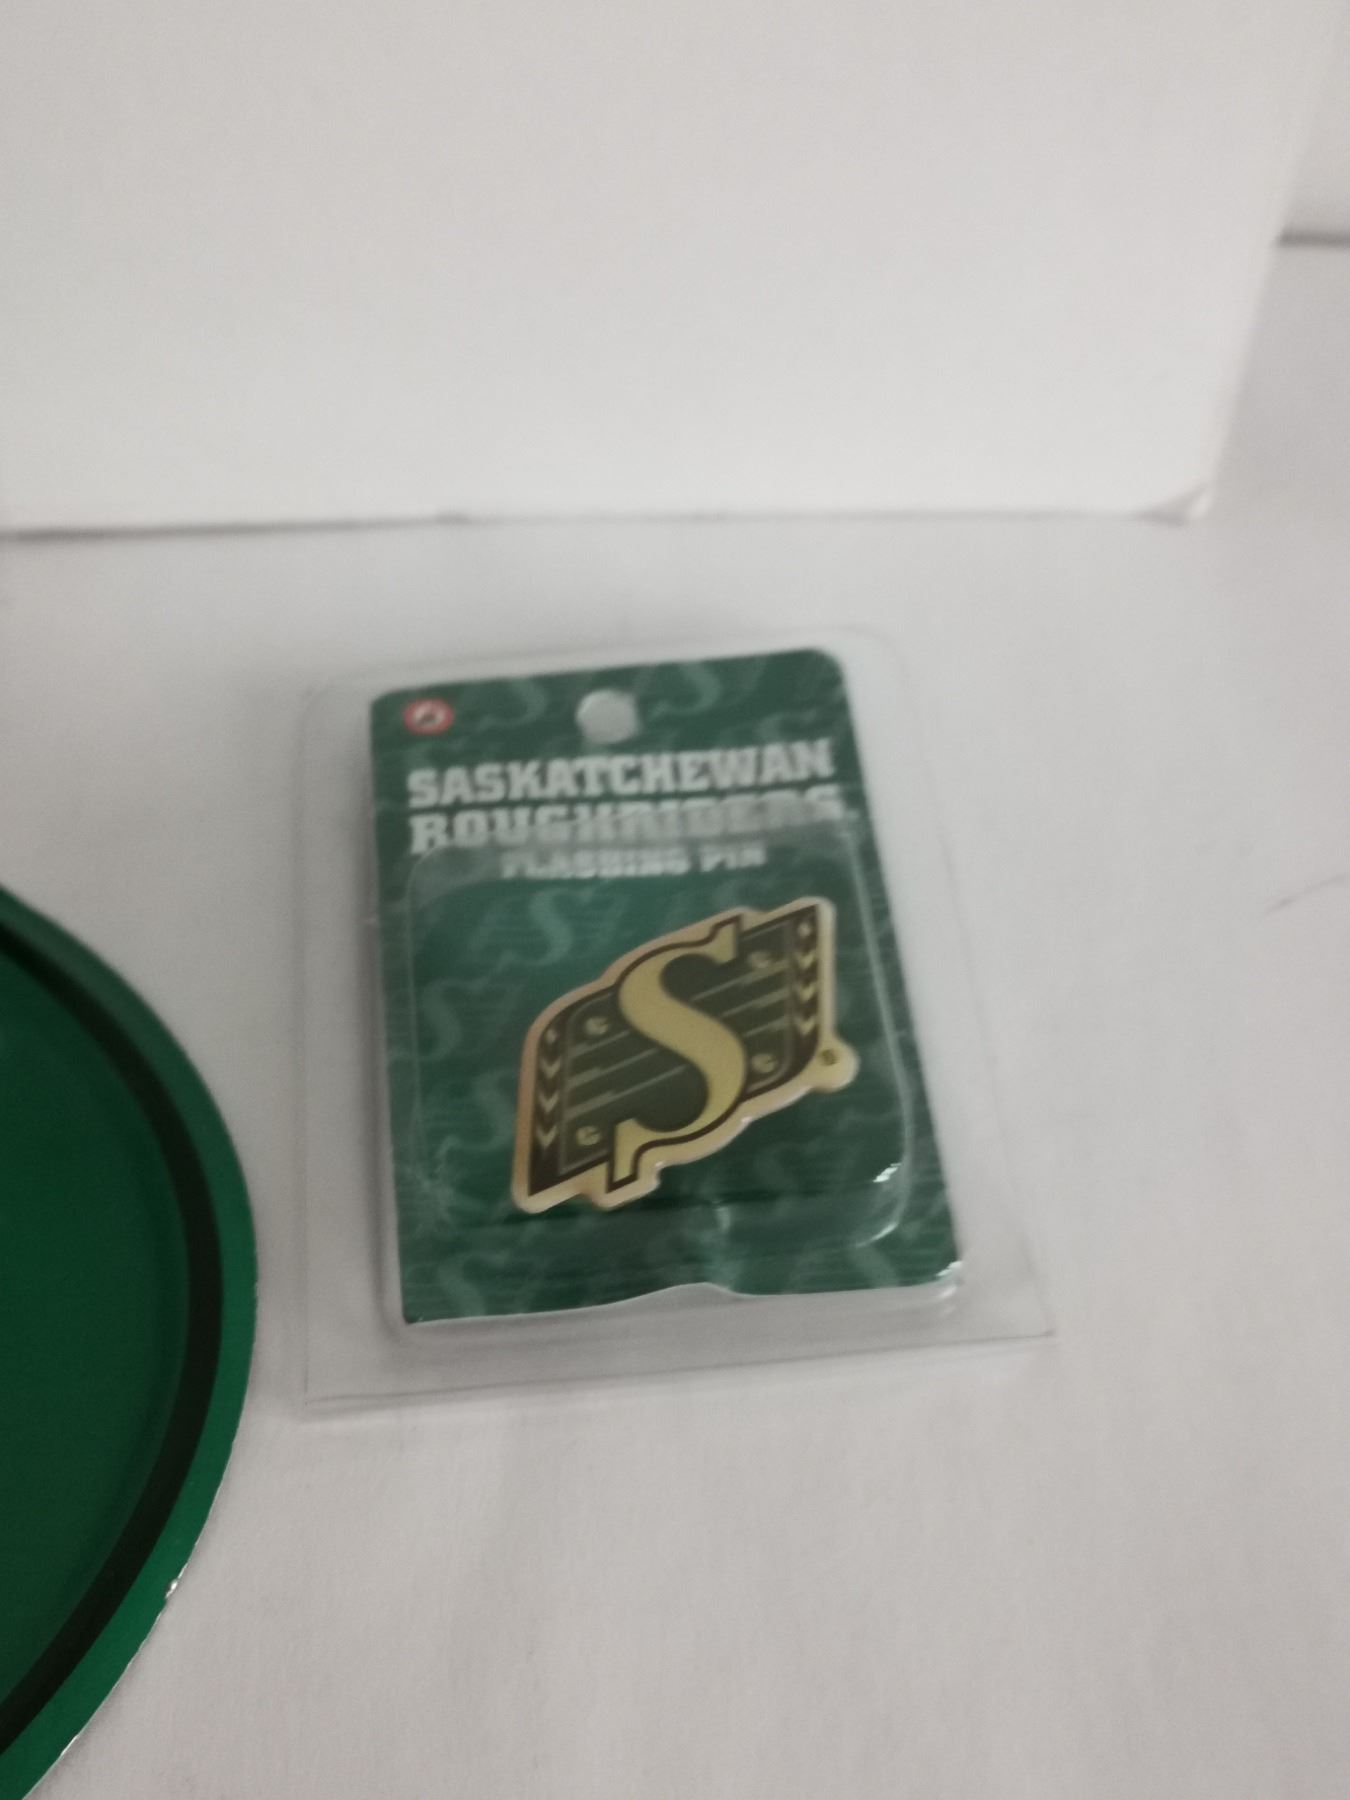 SASKATCHEWAN
ROUGHRIDERS
FLASHING PIN
S